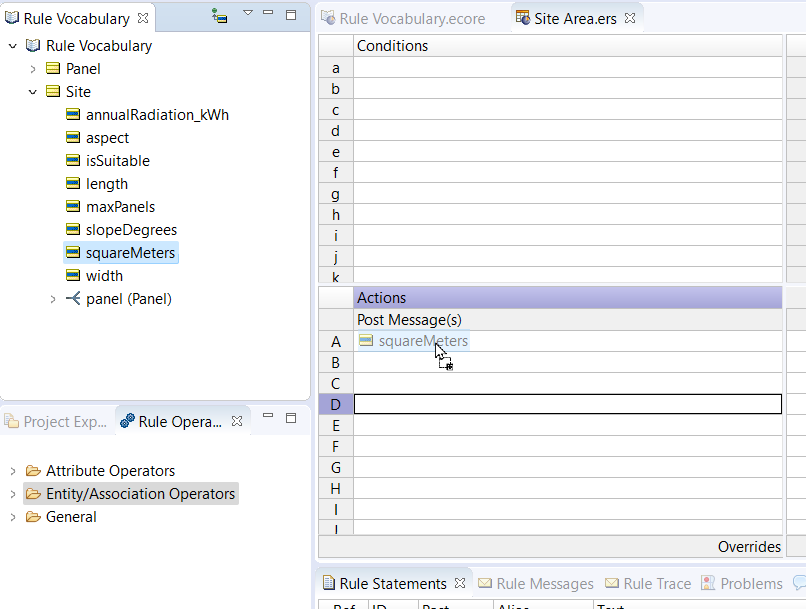 Rule Vocabulary
Rule Vocabulary
Panel
Site
annualRadiation_kWh
aspect
isSuitable
length
maxPanels
slopeDegrees
squareMeters
width
panel (Panel)
Project Exp...
Rule Opera...
Attribute Operators
Entity/Association Operators
General
Rule Vocabulary.ecore
Site Area.ers
Conditions
a
b
c
d
e
f
g
h
i
j
k
Actions
Post Message(s)
A squareMeters
B
C
D
E
F
G
H
I
Overrides
Rule Statements
Rule Messages
Rule Trace
Problems
Ref ID Post Alias Text